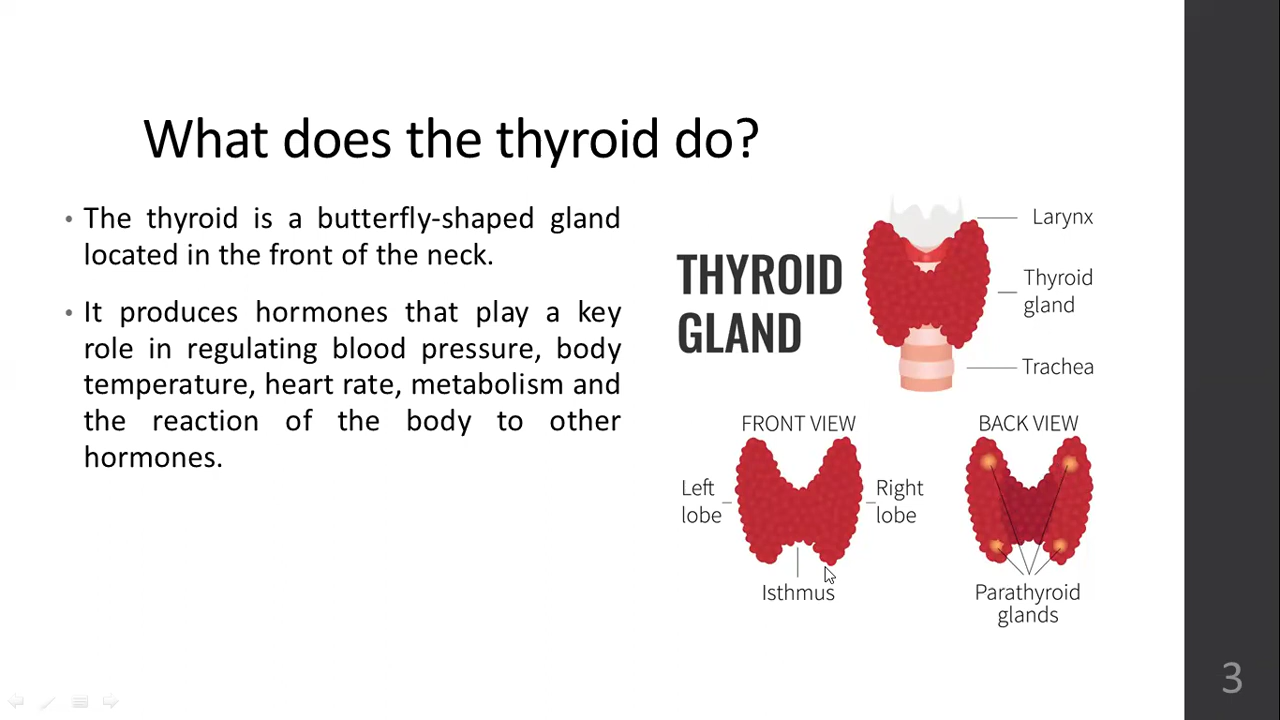 What does the thyroid do?
• The thyroid is a butterfly-shaped gland
located in the front of the neck.
• It produces hormones that play a key
role in regulating blood pressure, body
temperature, heart rate, metabolism and
the reaction of the body to other
hormones.
THYROID
GLAND
Larynx
Thyroid
gland
Trachea
FRONT VIEW
Left
lobe
Right
lobe
Isthmus
BACK VIEW
Parathyroid
glands
3